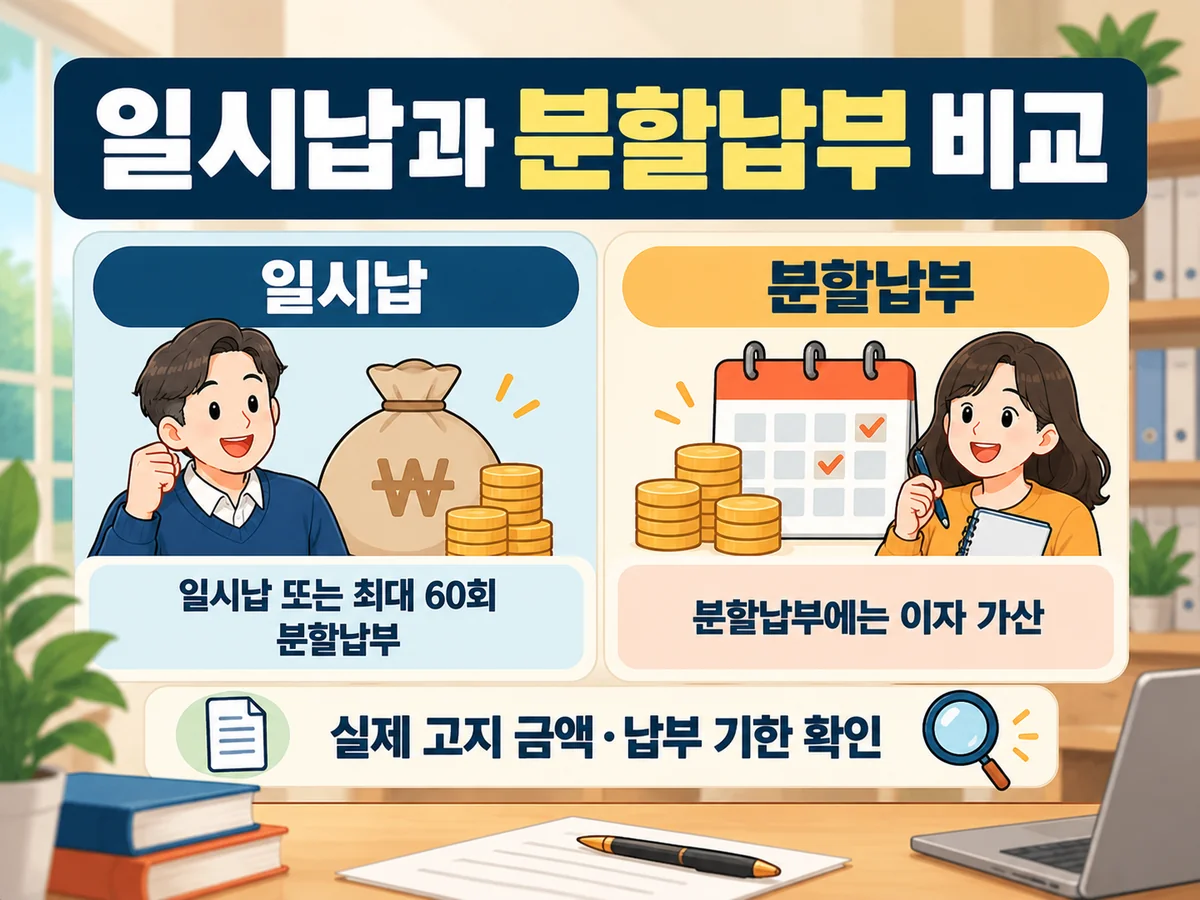 일시납과 분할납부 비교
일시납
분할납부
₩
일시납 또는 최대 60회
분할납부
분할납부에는 이자 가산
실제 고지 금액·납부 기한 확인